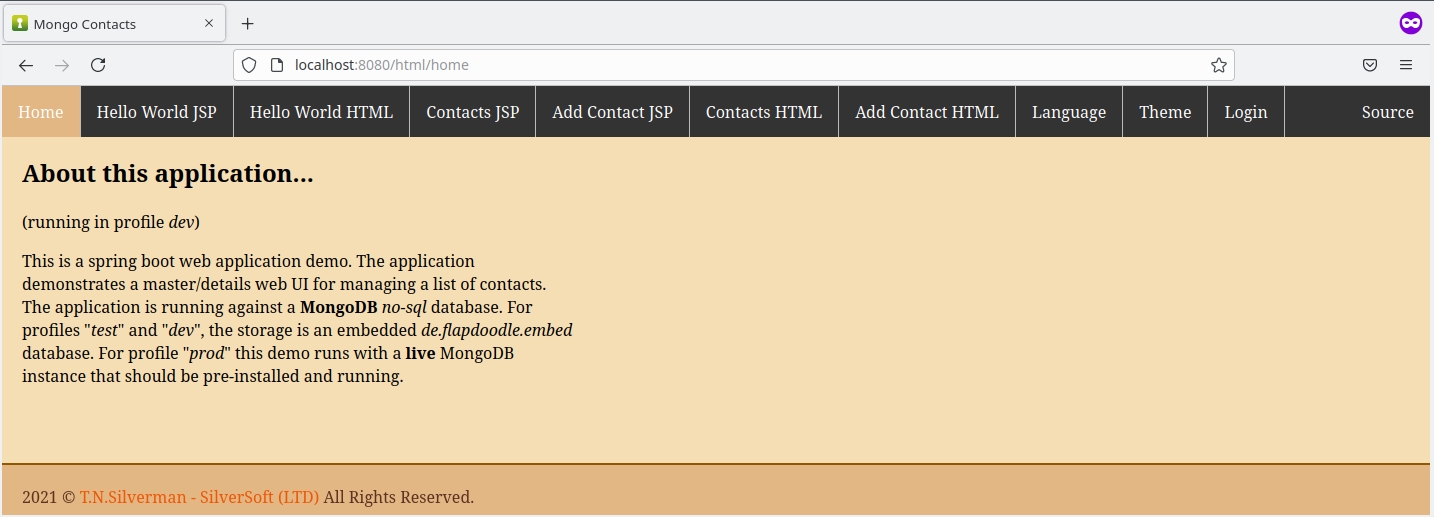 Mongo Contacts
localhost:8080/html/home
Home Hello World JSP Hello World HTML Contacts JSP Add Contact JSP Contacts HTML Add Contact HTML Language Theme Login Source
About this application...
(running in profile dev)
This is a spring boot web application demo. The application
demonstrates a master/details web UI for managing a list of contacts.
The application is running against a MongoDB no-sql database. For
profiles "test" and "dev", the storage is an embedded de.flapdoodle.embed
database. For profile "prod" this demo runs with a live MongoDB
instance that should be pre-installed and running.
2021 © T.N.Silverman - SilverSoft (LTD) All Rights Reserved.